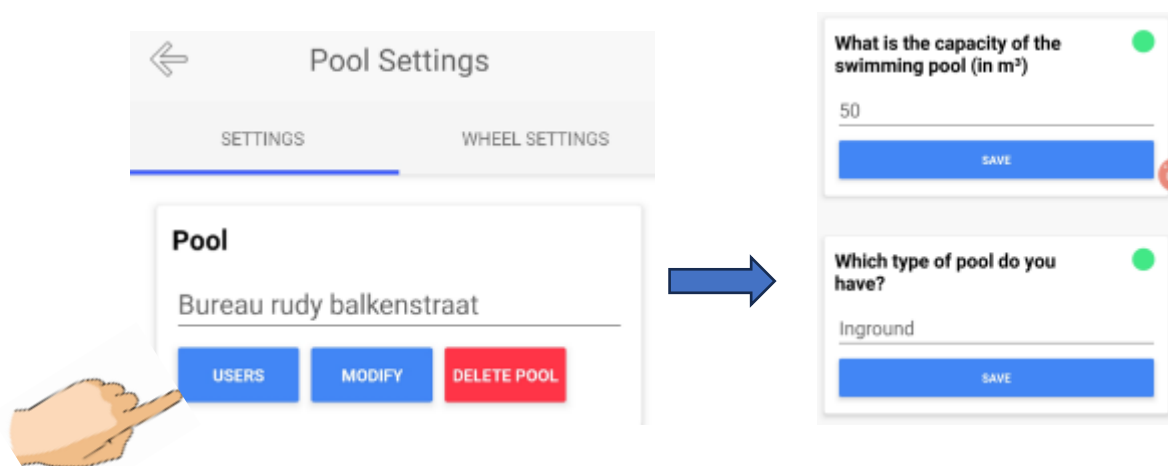 Pool Settings
SETTINGS
WHEEL SETTINGS
Pool
Bureau rudy balkenstraat
USERS
MODIFY
DELETE POOL
What is the capacity of the
swimming pool (in m³)
50
SAVE
Which type of pool do you
have?
Inground
SAVE